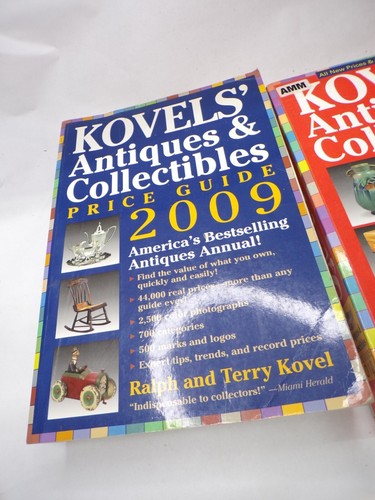 KOVELS'
Antiques &
Collectibles
PRICE GUIDE
2009
America's Bestselling
Antiques Annual!
Find the value of what you own,
quickly and easily!
44,000 real prices, more than any
guide ever!
2,500 color photographs
700 categories
500 marks and logos
Expert tips, trends, and record prices
Ralph and Terry Kovel
"Indispensable to collectors!" —Miami Herald
All New Prices &
AMM
KOV
Anti
Col